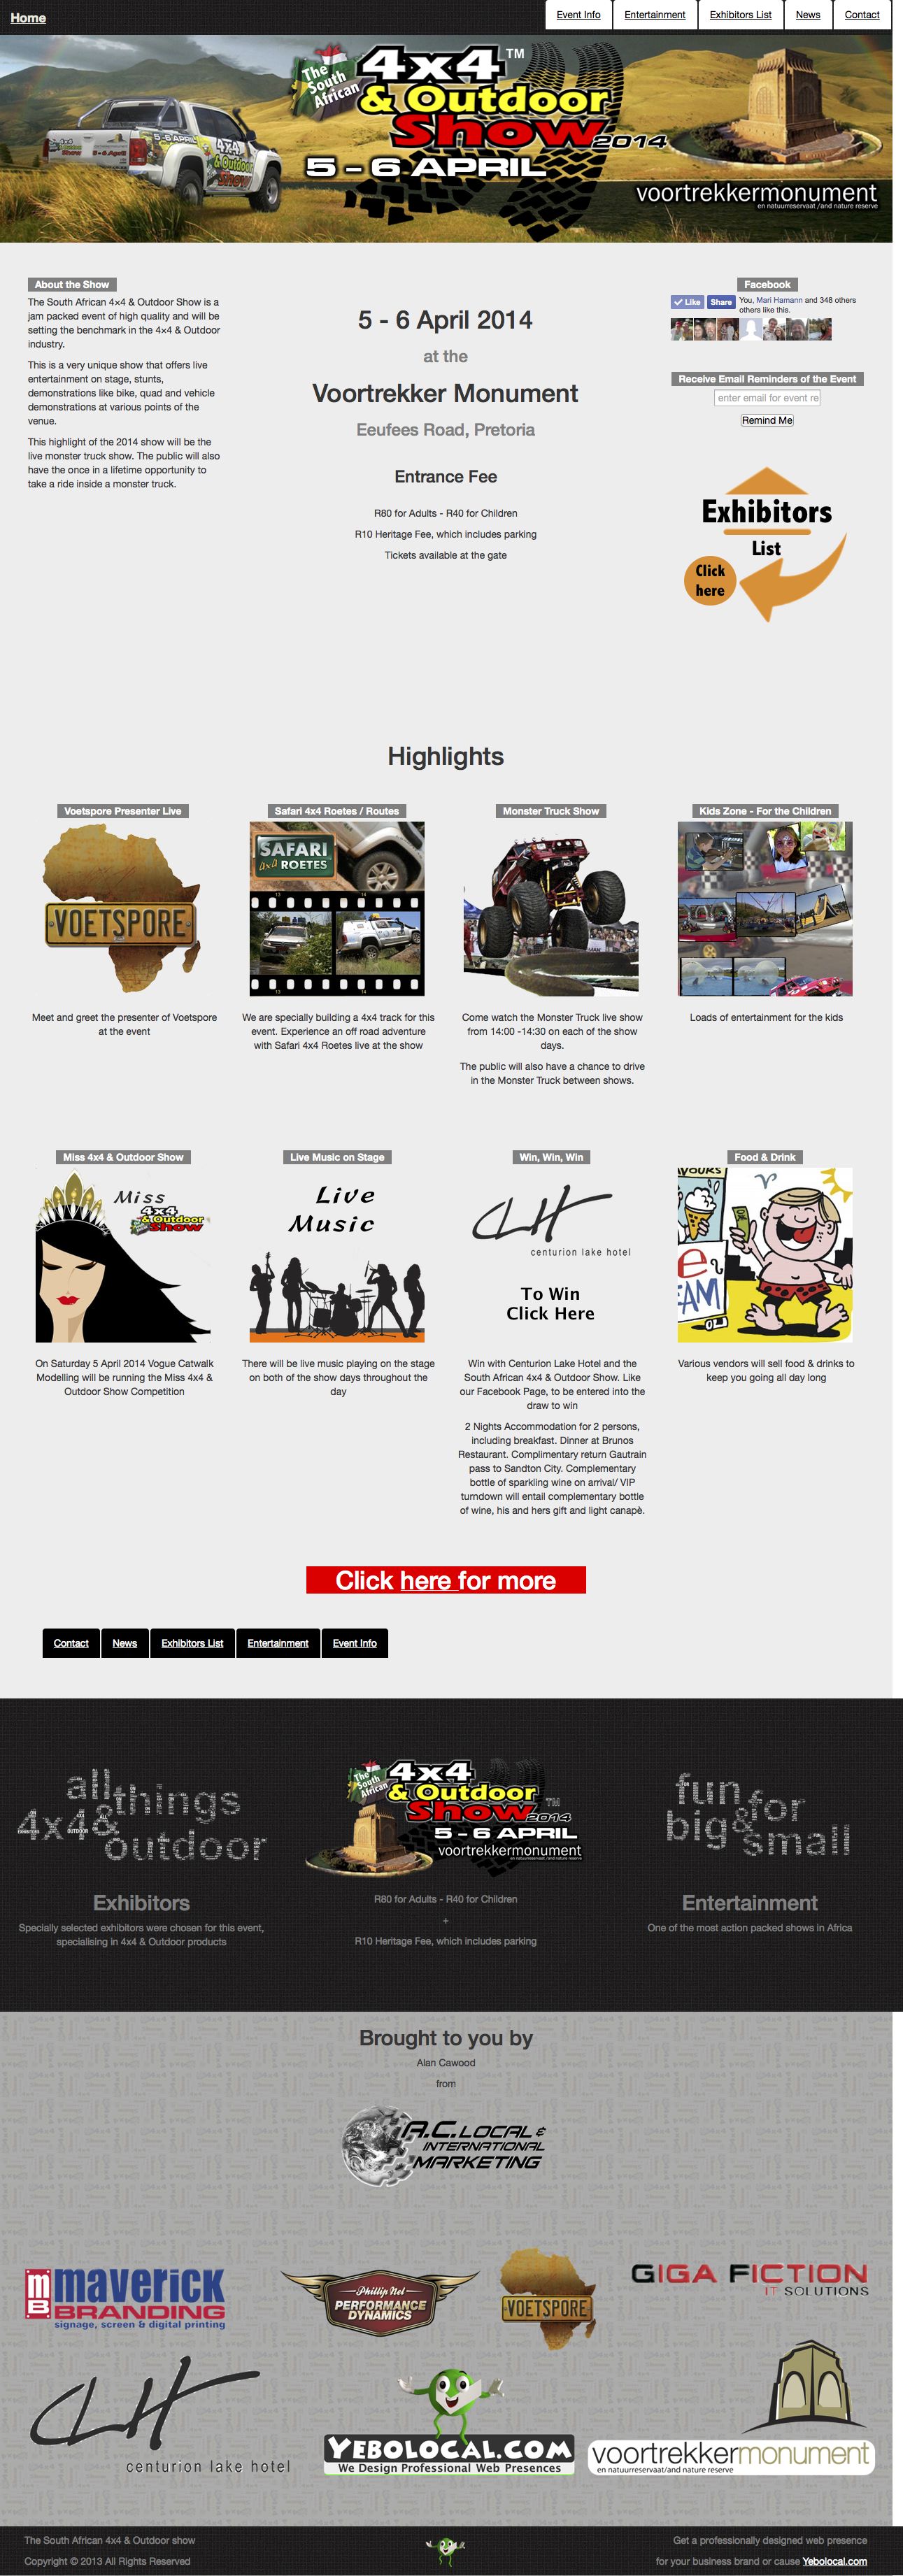 Home
Event Info
Entertainment
Exhibitors List
News
Contact
The South African
4x4 TM
& Outdoor
Show 2014
5 - 6 APRIL
voortrekkermonument
en natuurreservaat /and nature reserve
About the Show
The South African 4×4 & Outdoor Show is a
jam packed event of high quality and will be
setting the benchmark in the 4×4 & Outdoor
industry.
This is a very unique show that offers live
entertainment on stage, stunts,
demonstrations like bike, quad and vehicle
demonstrations at various points of the
venue.
This highlight of the 2014 show will be the
live monster truck show. The public will also
have the once in a lifetime opportunity to
take a ride inside a monster truck.
5 - 6 April 2014
at the
Voortrekker Monument
Eeufees Road, Pretoria
Entrance Fee
R80 for Adults - R40 for Children
R10 Heritage Fee, which includes parking
Tickets available at the gate
Facebook
Like
Share
You, Mari Hamann and 348 others
others like this.
Receive Email Reminders of the Event
enter email for event re
Remind Me
Exhibitors
List
Click
here
Highlights
Voetspore Presenter Live
VOETSPORE
Meet and greet the presenter of Voetspore
at the event
Safari 4x4 Roetes / Routes
SAFARI
4x4 ROETES
We are specially building a 4x4 track for this
event. Experience an off road adventure
with Safari 4x4 Roetes live at the show
Monster Truck Show
Come watch the Monster Truck live show
from 14:00 -14:30 on each of the show
days.
The public will also have a chance to drive
in the Monster Truck between shows.
Kids Zone - For the Children
Loads of entertainment for the kids
Miss 4x4 & Outdoor Show
Miss
4x4
& Outdoor
Show
On Saturday 5 April 2014 Vogue Catwalk
Modelling will be running the Miss 4x4 &
Outdoor Show Competition
Live Music on Stage
Live
Music
There will be live music playing on the stage
on both of the show days throughout the
day
Win, Win, Win
CLH
centurion lake hotel
To Win
Click Here
Win with Centurion Lake Hotel and the
South African 4x4 & Outdoor Show. Like
our Facebook Page, to be entered into the
draw to win
2 Nights Accommodation for 2 persons,
including breakfast. Dinner at Brunos
Restaurant. Complimentary return Gautrain
pass to Sandton City. Complementary
bottle of sparkling wine on arrival/ VIP
turndown will entail complementary bottle
of wine, his and hers gift and light canapè.
Food & Drink
Various vendors will sell food & drinks to
keep you going all day long
Click here for more
Contact
News
Exhibitors List
Entertainment
Event Info
all things
4x4 &
outdoor
Exhibitors
Specially selected exhibitors were chosen for this event,
specialising in 4x4 & Outdoor products
The South African
4x4
& Outdoor
Show TM
2014
5 - 6 APRIL
voortrekkermonument
R80 for Adults - R40 for Children
+
R10 Heritage Fee, which includes parking
fun for
big &
small
Entertainment
One of the most action packed shows in Africa
Brought to you by
Alan Cawood
from
A.C. LOCAL &
INTERNATIONAL
MARKETING
mB maverick
BRANDING
signage, screen & digital printing
Phillip Nel
PERFORMANCE
DYNAMICS
VOETSPORE
GIGA FICTION
IT SOLUTIONS
CLH
centurion lake hotel
YEBOLOCAL.COM
We Design Professional Web Presences
voortrekkermonument
en natuurreservaat/and nature reserve
The South African 4x4 & Outdoor show
Copyright © 2013 All Rights Reserved
Get a professionally designed web presence
for your business brand or cause Yebolocal.com